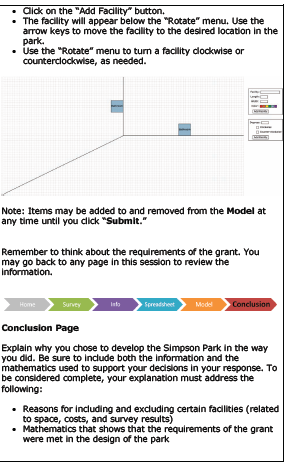 • Click on the "Add Facility" button.
• The facility will appear below the "Rotate" menu. Use the
arrow keys to move the facility to the desired location in the
park.
• Use the "Rotate" menu to turn a facility clockwise or
counterclockwise, as needed.
Note: Items may be added to and removed from the Model at
any time until you click "Submit."
Remember to think about the requirements of the grant. You
may go back to any page in this session to review the
information.
Home Survey Info Spreadsheet Model Conclusion
Conclusion Page
Explain why you chose to develop the Simpson Park in the way
you did. Be sure to include both the information and the
mathematics used to support your decisions in your response. To
be considered complete, your explanation must address the
following:
• Reasons for including and excluding certain facilities (related
to space, costs, and survey results)
• Mathematics that shows that the requirements of the grant
were met in the design of the park